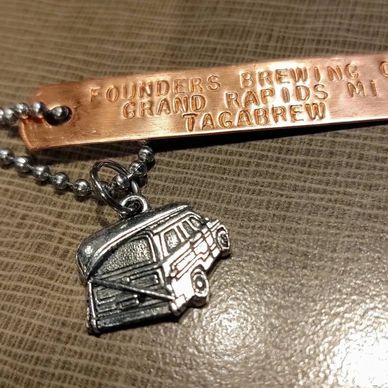 FOUNDERS BREWING C
GRAND RAPIDS MI
TAGABREW